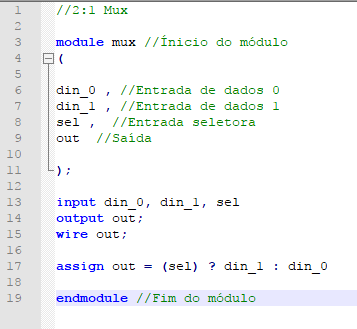 1 //2:1 Mux
2
3 module mux //Ínicio do módulo
4 (
5
6 din_0 , //Entrada de dados 0
7 din_1 , //Entrada de dados 1
8 sel ,  //Entrada seletora
9 out  //Saída
10
11 );
12
13 input din_0, din_1, sel
14 output out;
15 wire out;
16
17 assign out = (sel) ? din_1 : din_0
18
19 endmodule //Fim do módulo